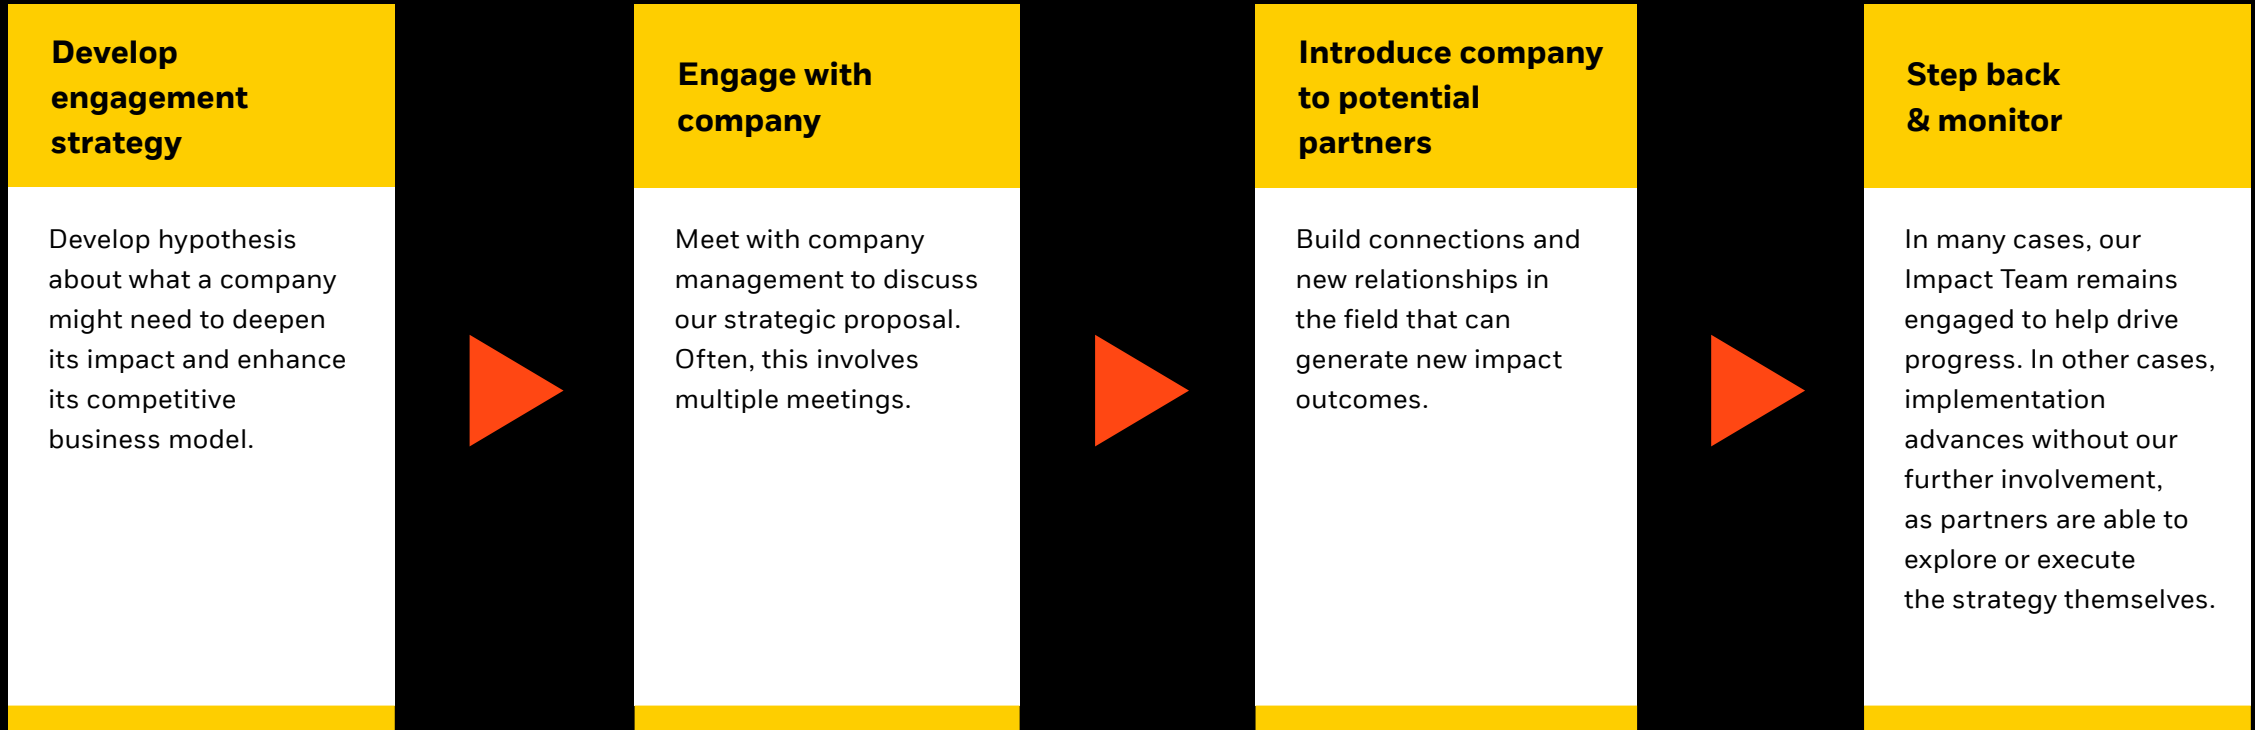 Develop
engagement
strategy
Develop hypothesis
about what a company
might need to deepen
its impact and enhance
its competitive
business model.
Engage with
company
Meet with company
management to discuss
our strategic proposal.
Often, this involves
multiple meetings.
Introduce company
to potential
partners
Build connections and
new relationships in
the field that can
generate new impact
outcomes.
Step back
& monitor
In many cases, our
Impact Team remains
engaged to help drive
progress. In other cases,
implementation
advances without our
further involvement,
as partners are able to
explore or execute
the strategy themselves.